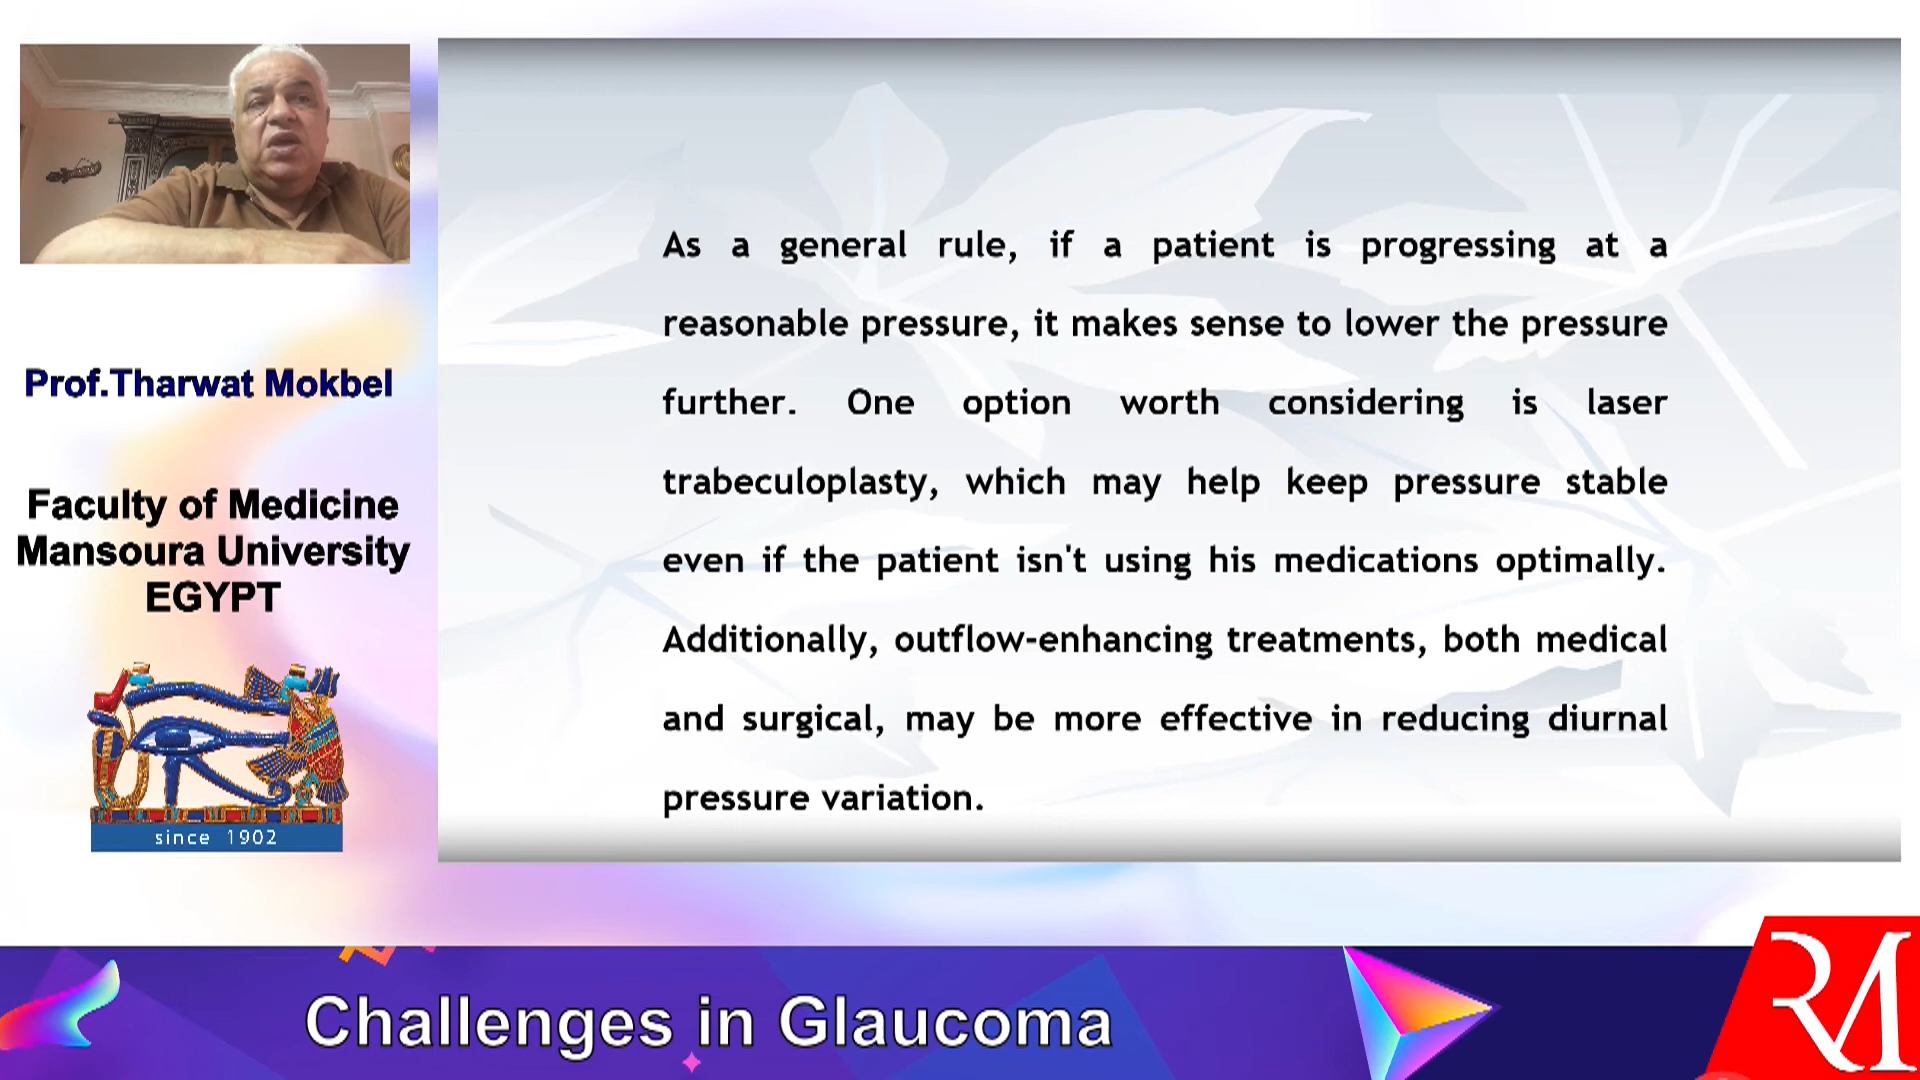 Prof.Tharwat Mokbel
Faculty of Medicine
Mansoura University
EGYPT
since 1902
As a general rule, if a patient is progressing at a
reasonable pressure, it makes sense to lower the pressure
further. One option worth considering is laser
trabeculoplasty, which may help keep pressure stable
even if the patient isn't using his medications optimally.
Additionally, outflow-enhancing treatments, both medical
and surgical, may be more effective in reducing diurnal
pressure variation.
Challenges in Glaucoma
RM